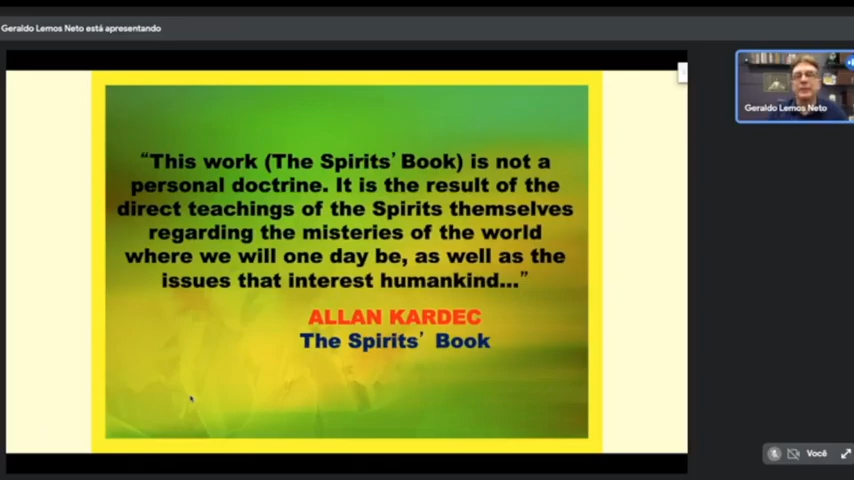 Geraldo Lemos Neto está apresentando
“This work (The Spirits’ Book) is not a
personal doctrine. It is the result of the
direct teachings of the Spirits themselves
regarding the misteries of the world
where we will one day be, as well as the
issues that interest humankind...”
ALLAN KARDEC
The Spirits’ Book
Geraldo Lemos Neto
Você